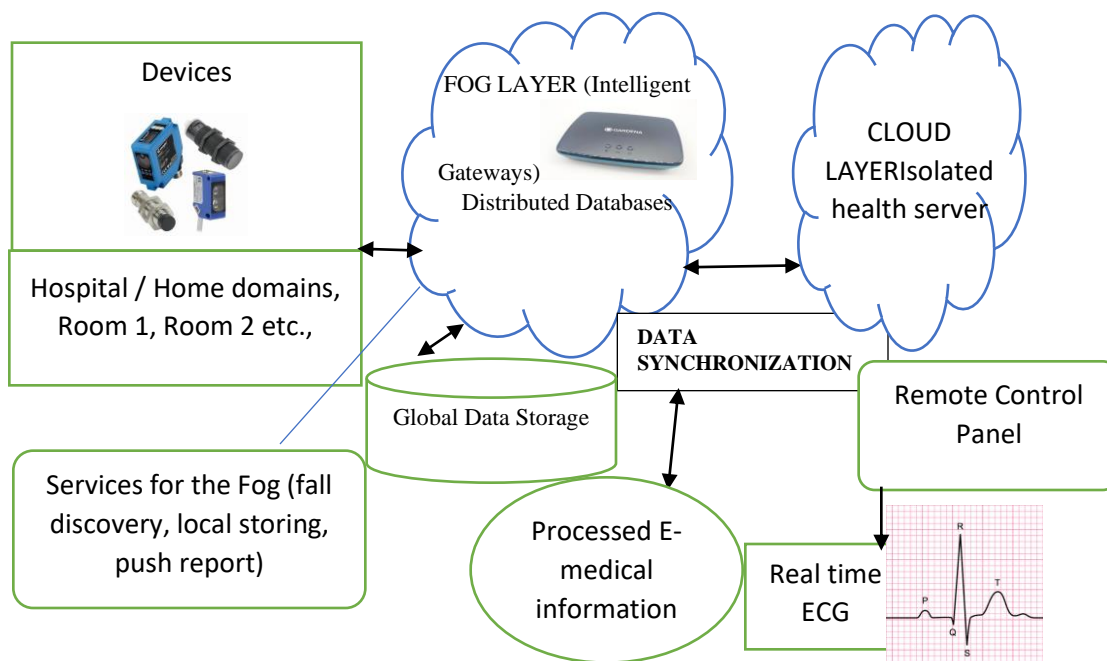 Devices
Hospital / Home domains,
Room 1, Room 2 etc.,
FOG LAYER (Intelligent
Gateways)
Distributed Databases
GARDENA
CLOUD
LAYERIsolated
health server
DATA
SYNCHRONIZATION
Global Data Storage
Remote Control
Panel
Services for the Fog (fall
discovery, local storing,
push report)
Processed E-
medical
information
Real time
ECG
R
P
T
Q
S